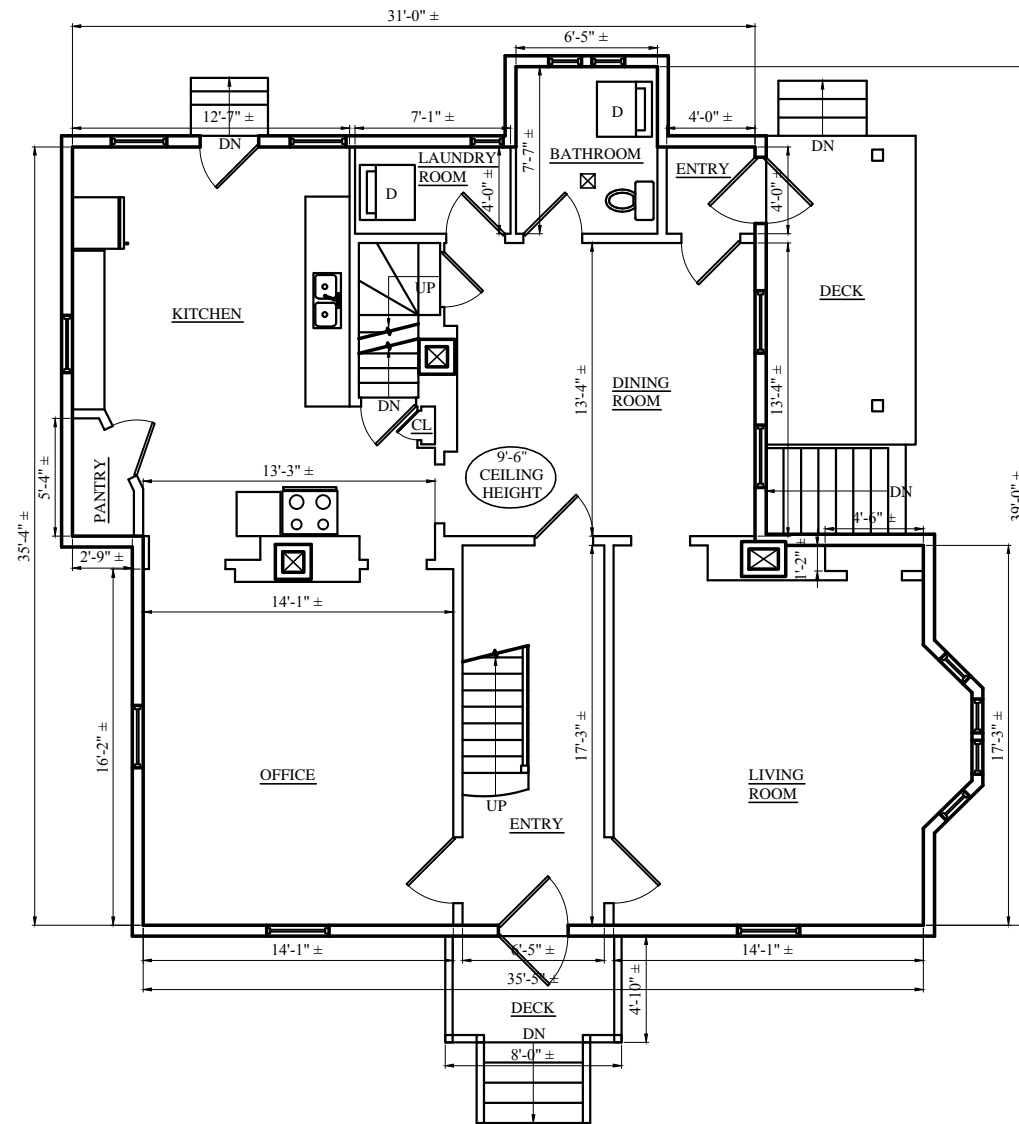 31'-0" ±
6'-5" ±
12'-7" ±
7'-1" ±
4'-0" ±
DN
DN
D
D
LAUNDRY
ROOM
4'-0" ±
7'-7" ±
BATHROOM
ENTRY
4'-0" ±
UP
DECK
KITCHEN
DINING
ROOM
13'-4" ±
13'-4" ±
DN
CL
9'-6"
CEILING
HEIGHT
13'-3" ±
5'-4" ±
PANTRY
DN
4'-6" ±
35'-4" ±
39'-0" ±
2'-9" ±
1'-2" ±
14'-1" ±
16'-2" ±
17'-3" ±
17'-3" ±
OFFICE
LIVING
ROOM
UP
ENTRY
14'-1" ±
6'-5" ±
14'-1" ±
35'-5" ±
4'-10" ±
DECK
DN
8'-0" ±